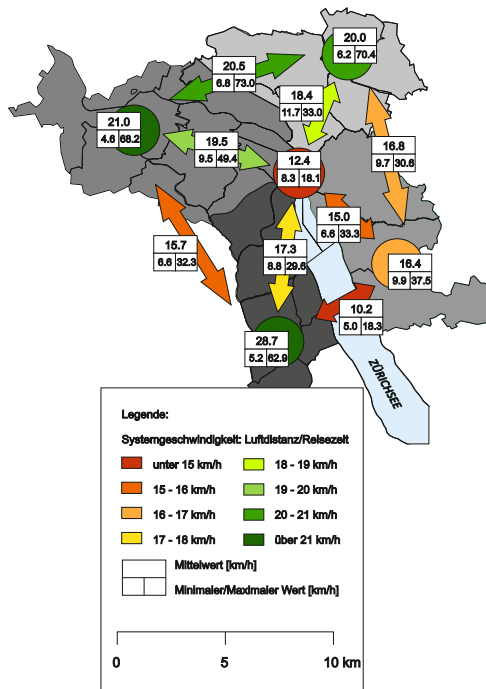 20.0
6.2 70.4
20.5
6.8 73.0
18.4
11.7 33.0
21.0
4.6 68.2
19.5
9.5 49.4
16.8
9.7 30.6
12.4
8.3 18.1
15.0
6.6 33.3
15.7
6.6 32.3
17.3
8.8 29.6
16.4
9.9 37.5
10.2
5.0 18.3
28.7
5.2 62.9
ZÜRICHSEE
Legende:
Systemgeschwindigkeit: Luftdistanz/Reisezeit
unter 15 km/h 18 - 19 km/h
15 - 16 km/h 19 - 20 km/h
16 - 17 km/h 20 - 21 km/h
17 - 18 km/h über 21 km/h
Mittelwert [km/h]
Minimaler/Maximaler Wert [km/h]
0 5 10 km